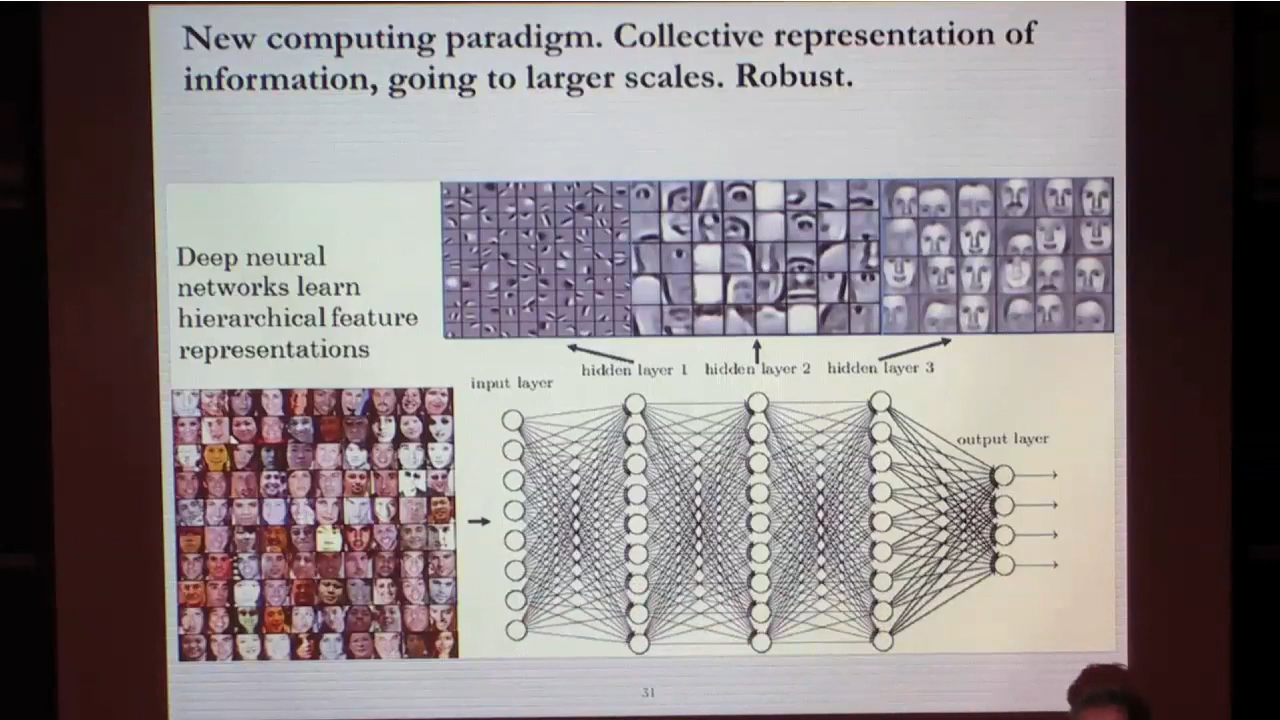 New computing paradigm. Collective representation of
information, going to larger scales. Robust.
Deep neural
networks learn
hierarchical feature
representations
input layer
hidden layer 1
hidden layer 2
hidden layer 3
output layer
31